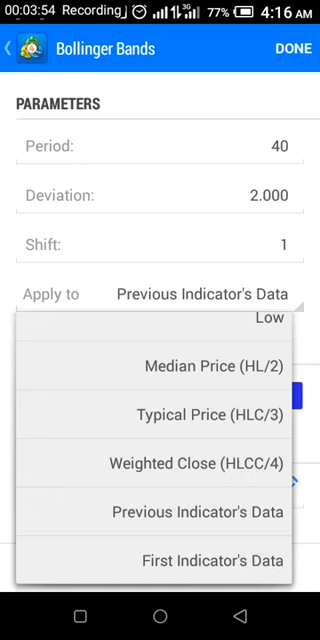 00:03:54 Recording 3G 77% 4:16 AM
Bollinger Bands DONE
PARAMETERS
Period: 40
Deviation: 2.000
Shift: 1
Apply to Previous Indicator's Data
Low
Median Price (HL/2)
Typical Price (HLC/3)
Weighted Close (HLCC/4)
Previous Indicator's Data
First Indicator's Data